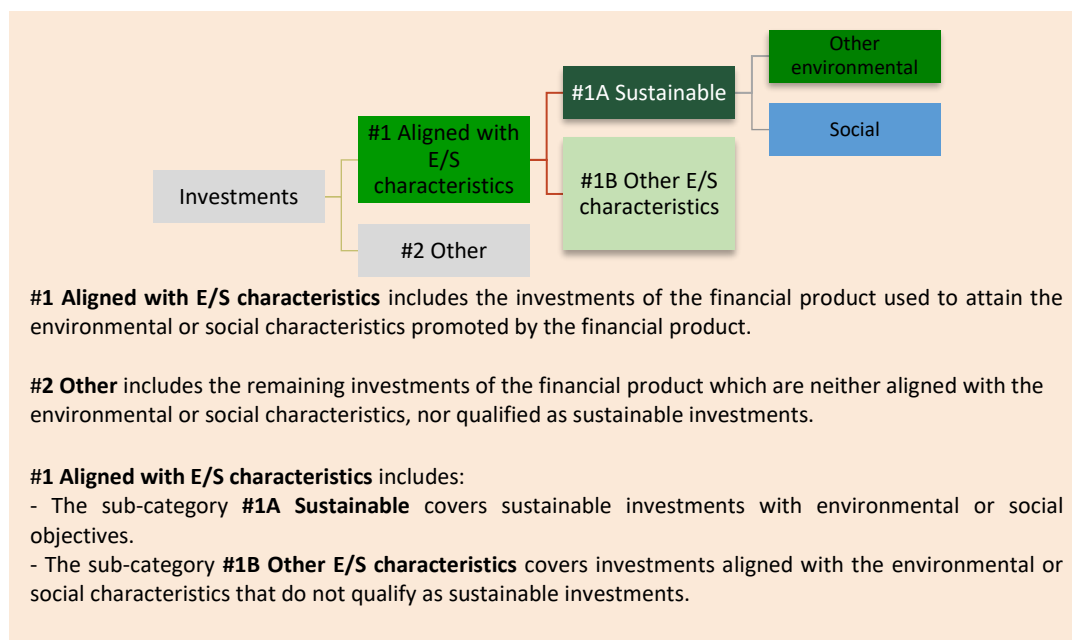 Other
environmental
#1A Sustainable
Social
#1 Aligned with
E/S
characteristics
#1B Other E/S
characteristics
Investments
#2 Other
#1 Aligned with E/S characteristics includes the investments of the financial product used to attain the
environmental or social characteristics promoted by the financial product.
#2 Other includes the remaining investments of the financial product which are neither aligned with the
environmental or social characteristics, nor qualified as sustainable investments.
#1 Aligned with E/S characteristics includes:
- The sub-category #1A Sustainable covers sustainable investments with environmental or social
objectives.
- The sub-category #1B Other E/S characteristics covers investments aligned with the environmental or
social characteristics that do not qualify as sustainable investments.